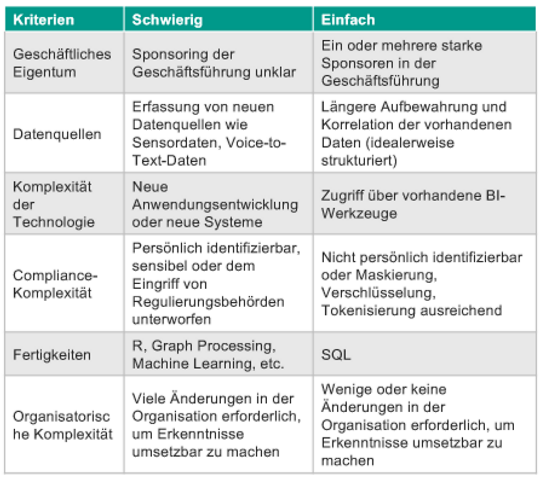 Kriterien
Schwierig
Einfach
Geschäftliches
Eigentum
Sponsoring der
Geschäftsführung unklar
Ein oder mehrere starke
Sponsoren in der
Geschäftsführung
Datenquellen
Erfassung von neuen
Datenquellen wie
Sensordaten, Voice-to-
Text-Daten
Längere Aufbewahrung und
Korrelation der vorhandenen
Daten (idealerweise
strukturiert)
Komplexität
der
Technologie
Neue
Anwendungsentwicklung
oder neue Systeme
Zugriff über vorhandene BI-
Werkzeuge
Compliance-
Komplexität
Persönlich identifizierbar,
sensibel oder dem
Eingriff von
Regulierungsbehörden
unterworfen
Nicht persönlich identifizierbar
oder Maskierung,
Verschlüsselung,
Tokenisierung ausreichend
Fertigkeiten
R, Graph Processing,
Machine Learning, etc.
SQL
Organisatorisc
he Komplexität
Viele Änderungen in der
Organisation erforderlich,
um Erkenntnisse
umsetzbar zu machen
Wenige oder keine
Änderungen in der
Organisation erforderlich, um
Erkenntnisse umsetzbar zu
machen